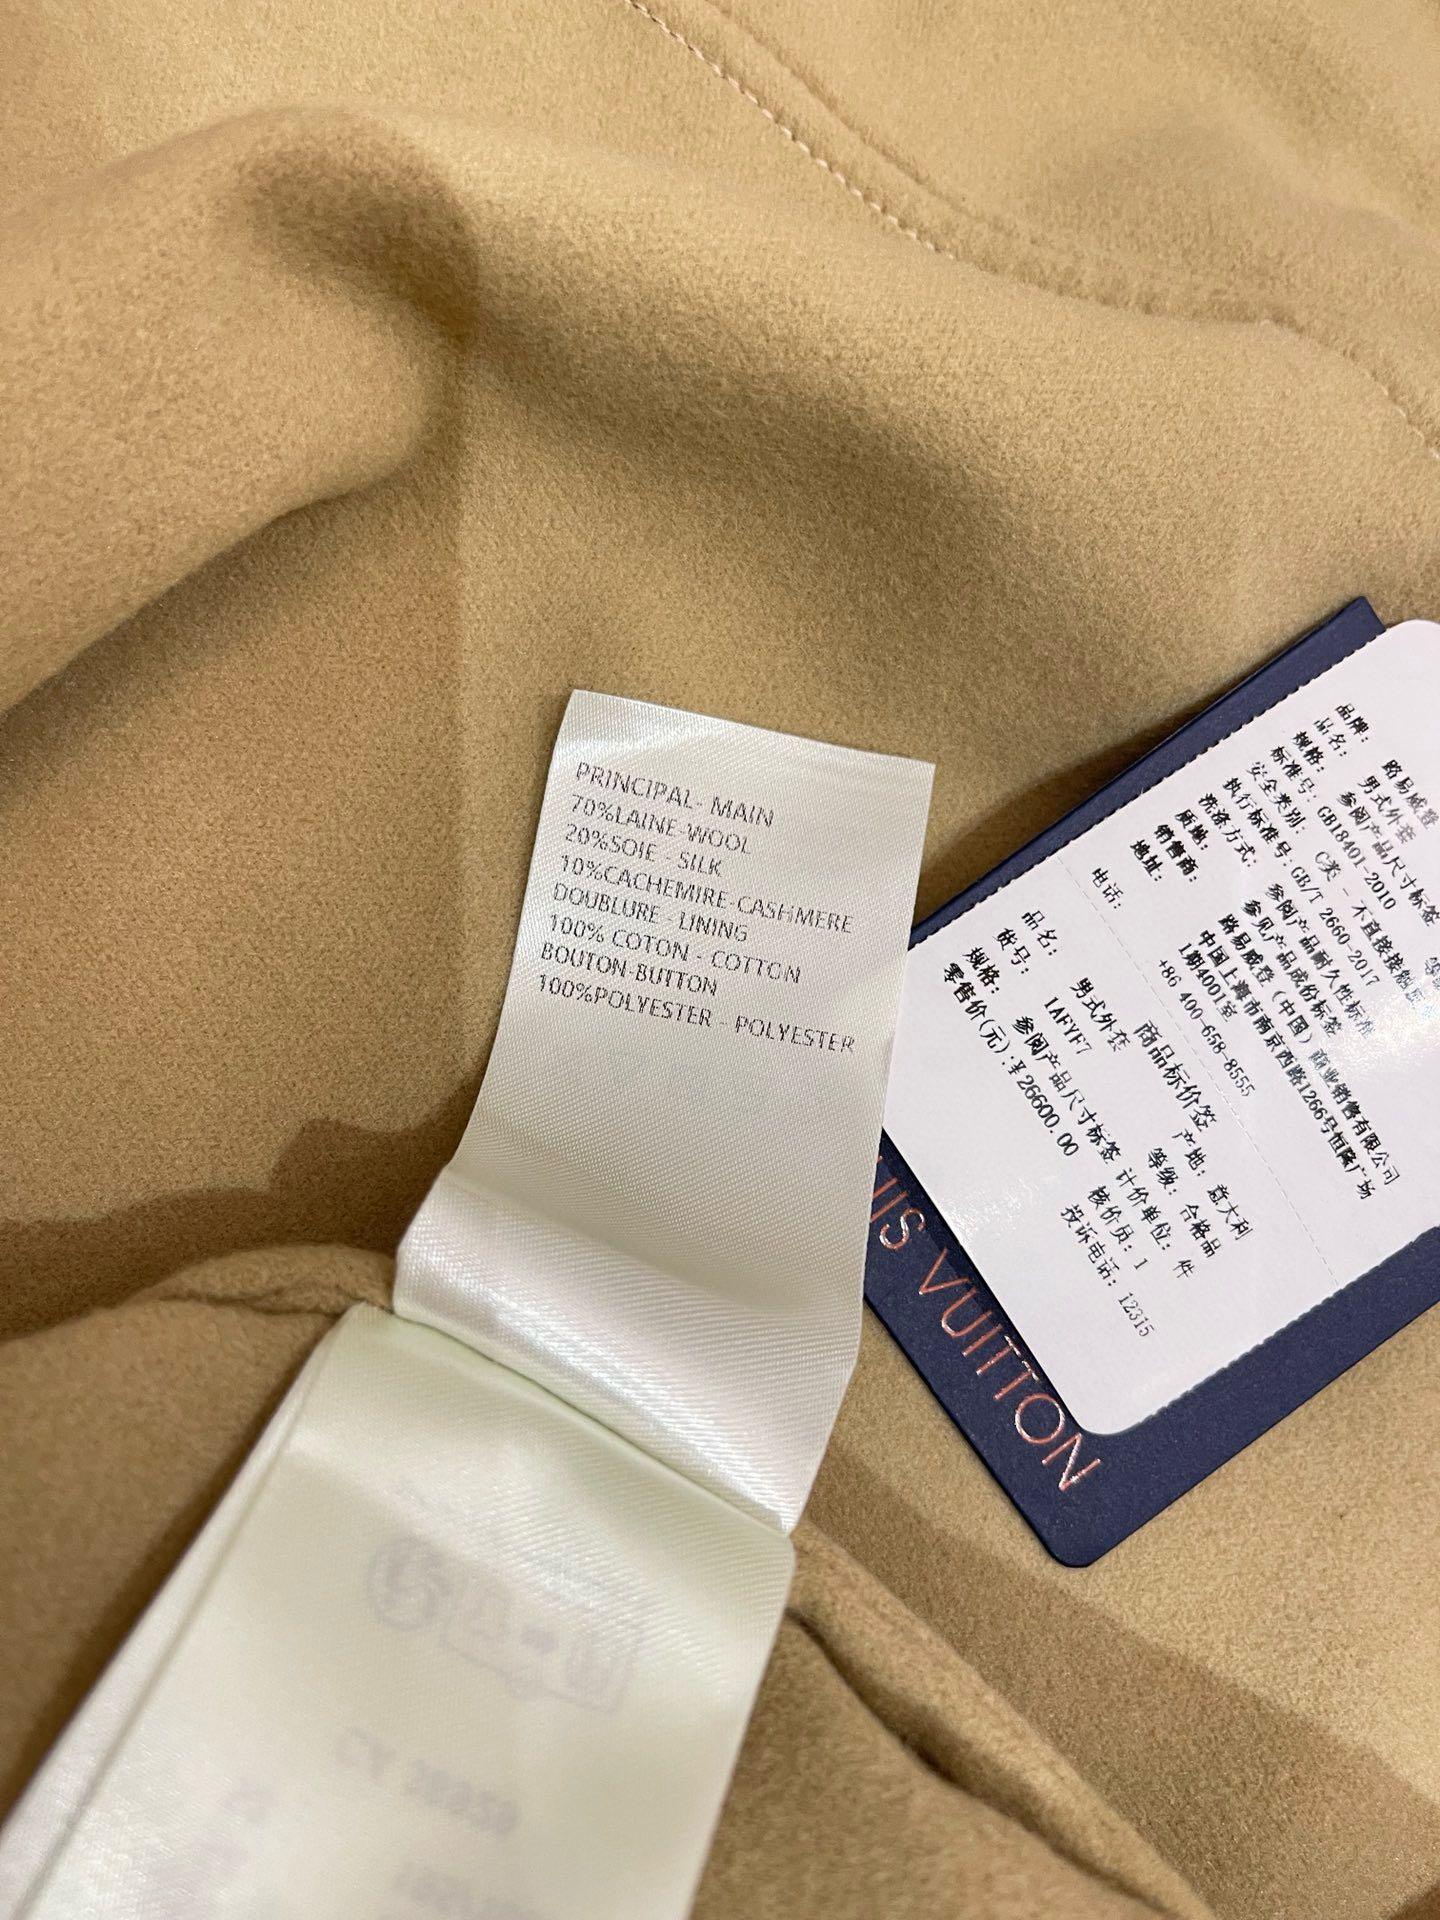 PRINCIPAL- MAIN
70%LAINE-WOOL
20%SOIE - SILK
10%CACHEMIRE-CASHMERE
DOUBLURE- LINING
100% COTON - COTTON
BOUTON-BUTTON
100%POLYESTER - POLYESTER
品牌： 路易威登
品名： 男式外套
规格： 参阅产品尺寸标签
标准号：GB18401-2010
安全类别： C类 - 不直接接触皮
执行标准号：GB/T 2660-2017
洗涤方式： 参阅产品耐久性标准
质地： 参见产品成份标签
销售商： 路易威登（中国）商业销售有限公司
地址： 中国上海市南京西路1266号恒隆广场
1期4001室
电话： +86 400-658-8555
商品标价签
品名： 男式外套 产地： 意大利
货号： 1AFYF7 等级：合格品
规格： 参阅产品尺寸标签 计价单位：件
零售价(元):¥26600.00 核价员：1
投诉电话：12315
UIS VUITTON